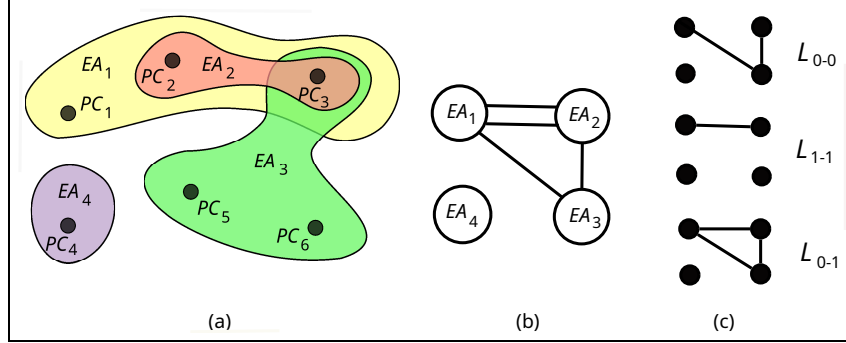 EA1
PC1
PC2
EA2
PC3
EA3
PC5
PC6
EA4
PC4
(a)
EA1
EA2
EA3
EA4
(b)
L0-0
L1-1
L0-1
(c)